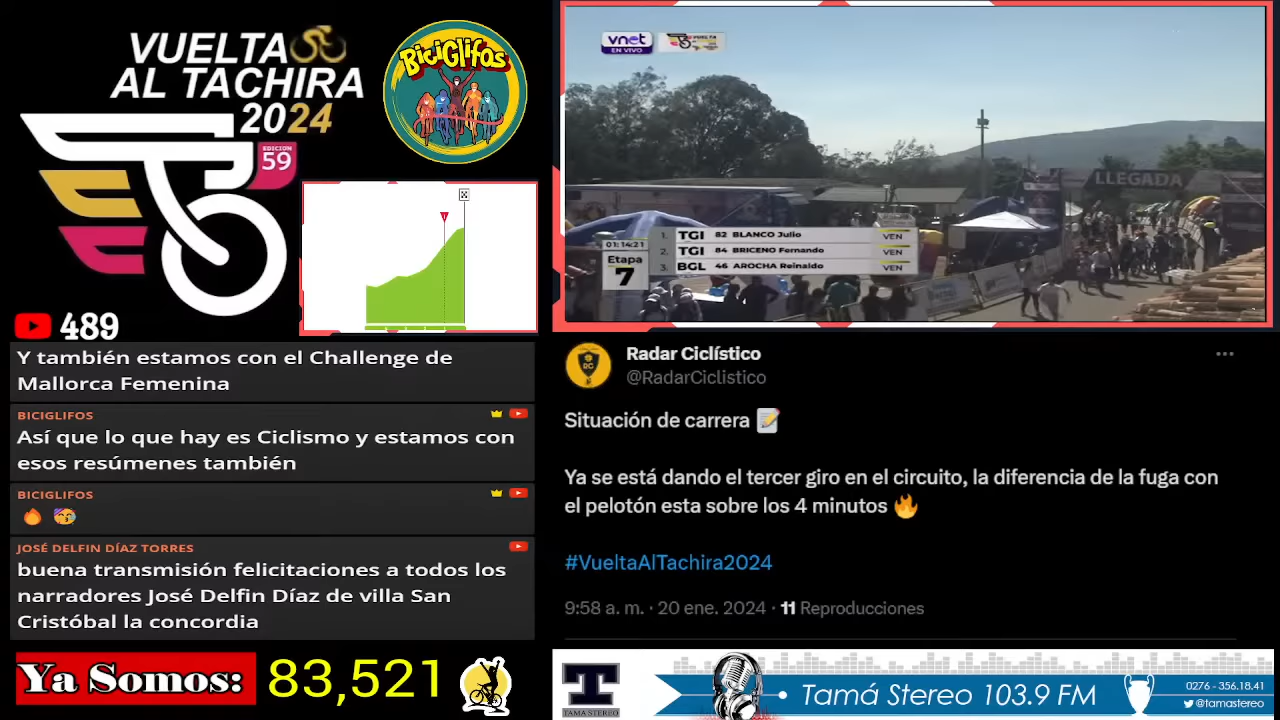 VUELTA
AL TACHIRA
2024
EDICION
59
BiciGlifos
489
Y también estamos con el Challenge de
Mallorca Femenina
BICIGLIFOS
Así que lo que hay es Ciclismo y estamos con
esos resúmenes también
BICIGLIFOS
JOSÉ DELFIN DÍAZ TORRES
buena transmisión felicitaciones a todos los
narradores José Delfin Díaz de villa San
Cristóbal la concordia
Ya Somos: 83,521
vnet
EN VIVO
LLEGADA
01:14:21
Etapa
7
1. TGI 82 BLANCO Julio VEN
2. TGI 84 BRICENO Fernando VEN
3. BGL 46 AROCHA Reinaldo VEN
Radar Ciclístico
@RadarCiclistico
Situación de carrera
Ya se está dando el tercer giro en el circuito, la diferencia de la fuga con
el pelotón esta sobre los 4 minutos
#VueltaAlTachira2024
9:58 a. m. · 20 ene. 2024 · 11 Reproducciones
TAMÁ STEREO
Tamá Stereo 103.9 FM
0276 - 356.18.41
@tamastereo